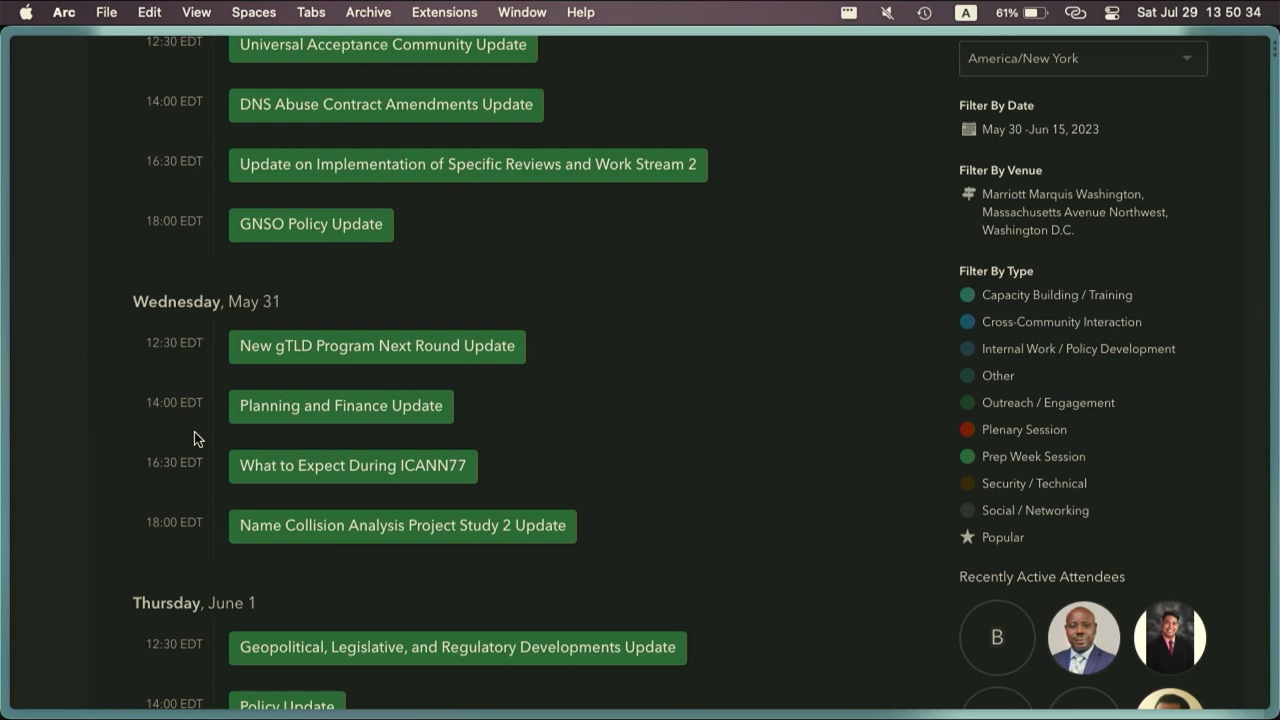 Arc File Edit View Spaces Tabs Archive Extensions Window Help A 61% Sat Jul 29 13 50 34
12:30 EDT Universal Acceptance Community Update
14:00 EDT DNS Abuse Contract Amendments Update
16:30 EDT Update on Implementation of Specific Reviews and Work Stream 2
18:00 EDT GNSO Policy Update
Wednesday, May 31
12:30 EDT New gTLD Program Next Round Update
14:00 EDT Planning and Finance Update
16:30 EDT What to Expect During ICANN77
18:00 EDT Name Collision Analysis Project Study 2 Update
Thursday, June 1
12:30 EDT Geopolitical, Legislative, and Regulatory Developments Update
14:00 EDT Policy Update
America/New York
Filter By Date
May 30 -Jun 15, 2023
Filter By Venue
Marriott Marquis Washington,
Massachusetts Avenue Northwest,
Washington D.C.
Filter By Type
Capacity Building / Training
Cross-Community Interaction
Internal Work / Policy Development
Other
Outreach / Engagement
Plenary Session
Prep Week Session
Security / Technical
Social / Networking
Popular
Recently Active Attendees
B